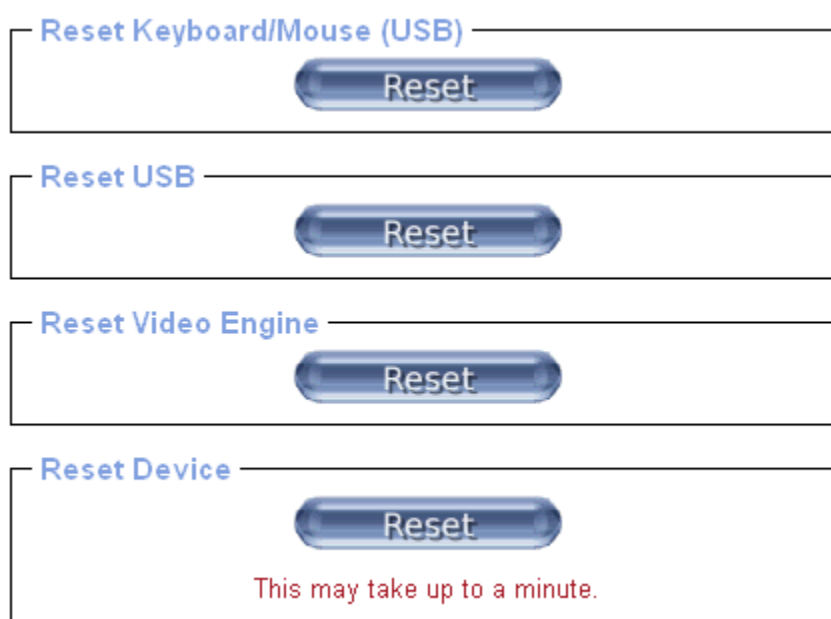 Reset Keyboard/Mouse (USB)
Reset
Reset USB
Reset
Reset Video Engine
Reset
Reset Device
Reset
This may take up to a minute.